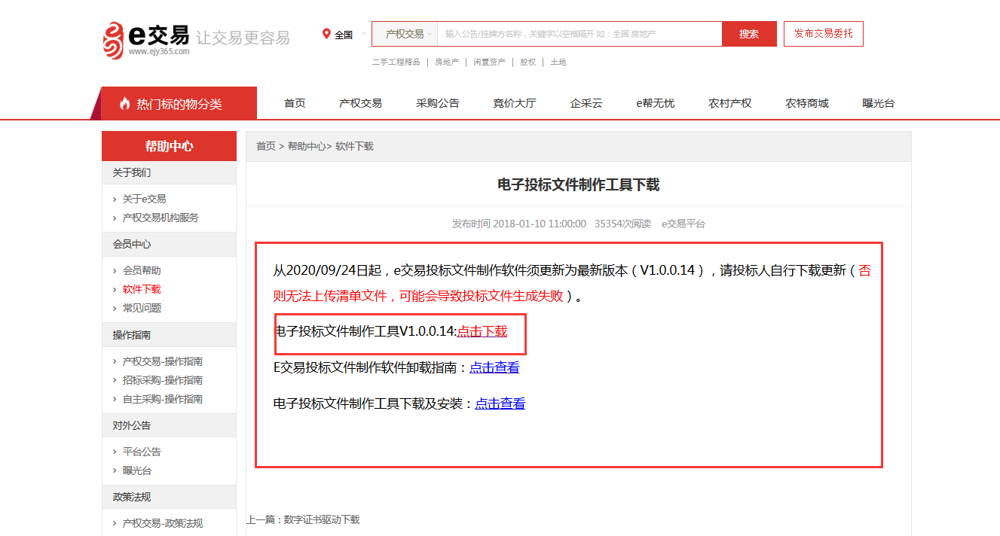 e交易 让交易更容易
www.ejy365.com
全国
产权交易
输入公告/挂牌方名称，关键字以空格隔开 如：全国 房地产
搜索
发布交易委托
二手工程精品 | 房地产 | 闲置资产 | 股权 | 土地
热门标的物分类
首页 产权交易 采购公告 竞价大厅 企采云 e帮无忧 农村产权 农特商城 曝光台
帮助中心
关于我们
› 关于e交易
› 产权交易机构服务
会员中心
› 会员帮助
› 软件下载
› 常见问题
操作指南
› 产权交易-操作指南
› 招标采购-操作指南
› 自主采购-操作指南
对外公告
› 平台公告
› 曝光台
政策法规
› 产权交易-政策法规
首页 > 帮助中心> 软件下载
电子投标文件制作工具下载
发布时间 2018-01-10 11:00:00 35354次阅读 e交易平台
从2020/09/24日起，e交易投标文件制作软件须更新为最新版本（V1.0.0.14），请投标人自行下载更新（否
则无法上传清单文件，可能会导致投标文件生成失败）。
电子投标文件制作工具V1.0.0.14:点击下载
E交易投标文件制作软件卸载指南：点击查看
电子投标文件制作工具下载及安装：点击查看
上一篇：数字证书驱动下载